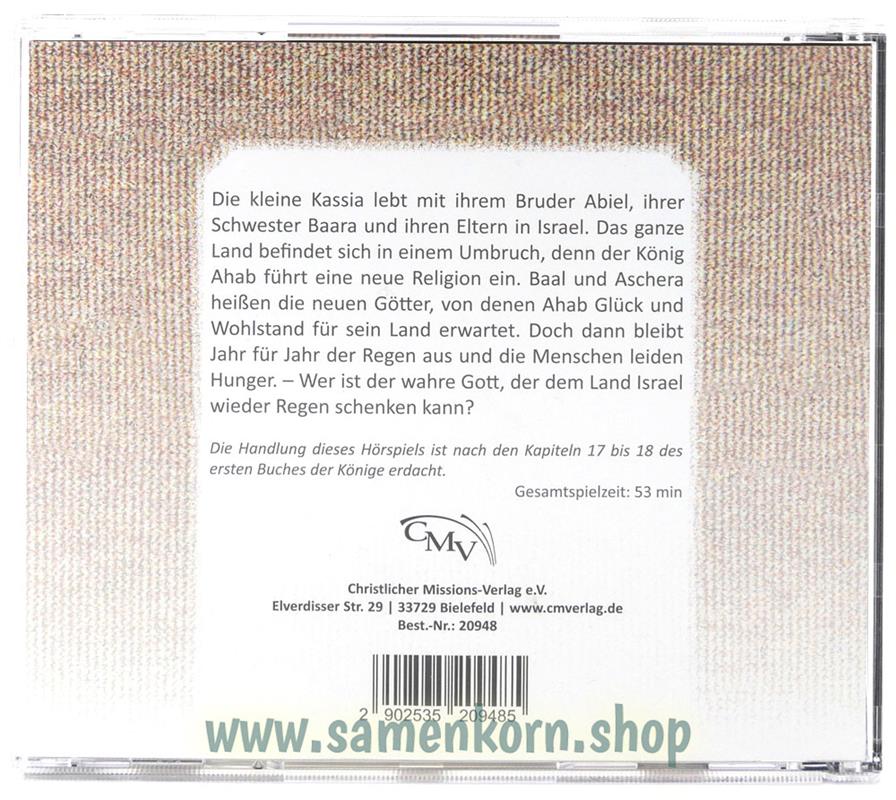 Die kleine Kassia lebt mit ihrem Bruder Abiel, ihrer
Schwester Baara und ihren Eltern in Israel. Das ganze
Land befindet sich in einem Umbruch, denn der König
Ahab führt eine neue Religion ein. Baal und Aschera
heißen die neuen Götter, von denen Ahab Glück und
Wohlstand für sein Land erwartet. Doch dann bleibt
Jahr für Jahr der Regen aus und die Menschen leiden
Hunger. – Wer ist der wahre Gott, der dem Land Israel
wieder Regen schenken kann?
Die Handlung dieses Hörspiels ist nach den Kapiteln 17 bis 18 des
ersten Buches der Könige erdacht.
Gesamtspielzeit: 53 min
CMV
Christlicher Missions-Verlag e.V.
Elverdisser Str. 29 | 33729 Bielefeld | www.cmverlag.de
Best.-Nr.: 20948
2 902535 209485
www.samenkorn.shop